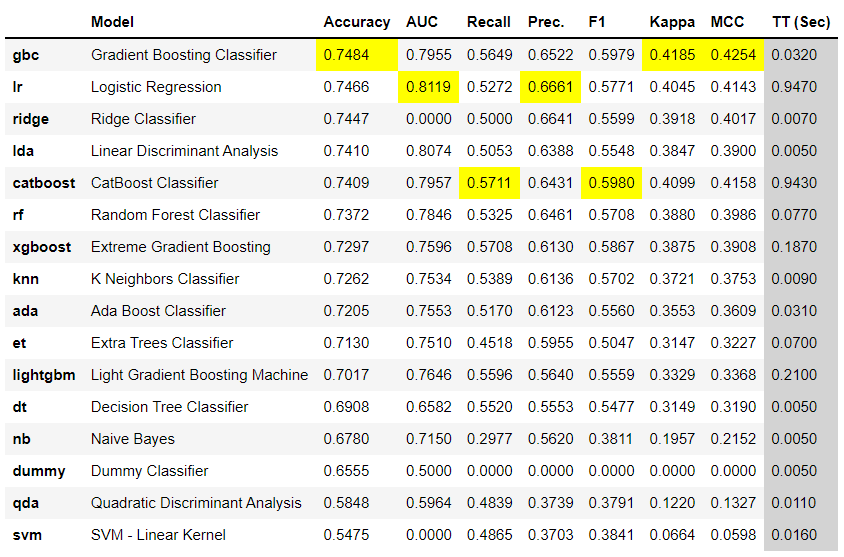 Model Accuracy AUC Recall Prec. F1 Kappa MCC TT (Sec)
gbc Gradient Boosting Classifier 0.7484 0.7955 0.5649 0.6522 0.5979 0.4185 0.4254 0.0320
lr Logistic Regression 0.7466 0.8119 0.5272 0.6661 0.5771 0.4045 0.4143 0.9470
ridge Ridge Classifier 0.7447 0.0000 0.5000 0.6641 0.5599 0.3918 0.4017 0.0070
lda Linear Discriminant Analysis 0.7410 0.8074 0.5053 0.6388 0.5548 0.3847 0.3900 0.0050
catboost CatBoost Classifier 0.7409 0.7957 0.5711 0.6431 0.5980 0.4099 0.4158 0.9430
rf Random Forest Classifier 0.7372 0.7846 0.5325 0.6461 0.5708 0.3880 0.3986 0.0770
xgboost Extreme Gradient Boosting 0.7297 0.7596 0.5708 0.6130 0.5867 0.3875 0.3908 0.1870
knn K Neighbors Classifier 0.7262 0.7534 0.5389 0.6136 0.5702 0.3721 0.3753 0.0090
ada Ada Boost Classifier 0.7205 0.7553 0.5170 0.6123 0.5560 0.3553 0.3609 0.0310
et Extra Trees Classifier 0.7130 0.7510 0.4518 0.5955 0.5047 0.3147 0.3227 0.0700
lightgbm Light Gradient Boosting Machine 0.7017 0.7646 0.5596 0.5640 0.5559 0.3329 0.3368 0.2100
dt Decision Tree Classifier 0.6908 0.6582 0.5520 0.5553 0.5477 0.3149 0.3190 0.0050
nb Naive Bayes 0.6780 0.7150 0.2977 0.5620 0.3811 0.1957 0.2152 0.0050
dummy Dummy Classifier 0.6555 0.5000 0.0000 0.0000 0.0000 0.0000 0.0000 0.0050
qda Quadratic Discriminant Analysis 0.5848 0.5964 0.4839 0.3739 0.3791 0.1220 0.1327 0.0110
svm SVM - Linear Kernel 0.5475 0.0000 0.4865 0.3703 0.3841 0.0664 0.0598 0.0160